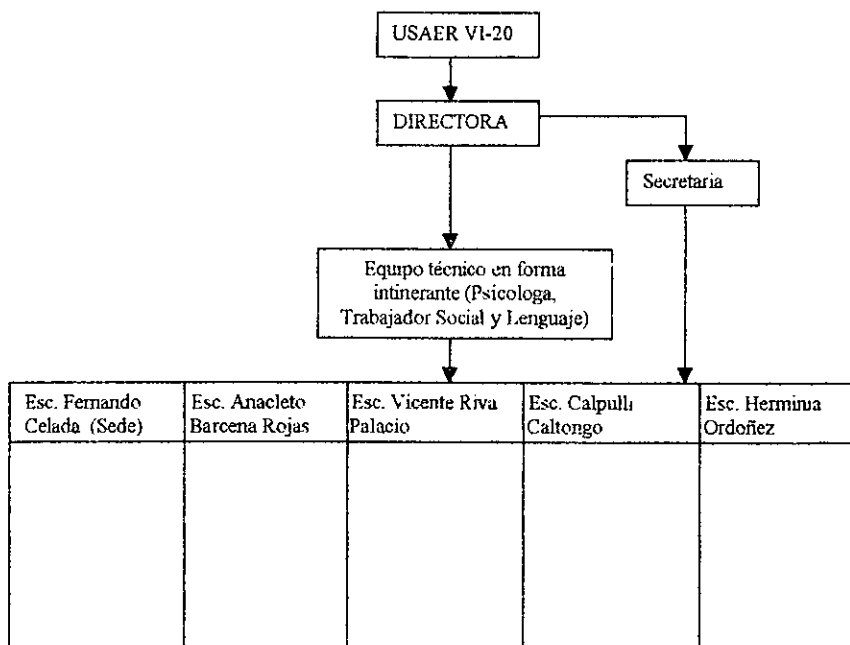 USAER VI-20
DIRECTORA
Secretaria
Equipo técnico en forma
intinerante (Psicologa,
Trabajador Social y Lenguaje)
Esc. Fernando
Celada (Sede)
Esc. Anacleto
Barcena Rojas
Esc. Vicente Riva
Palacio
Esc. Calpulli
Caltongo
Esc. Herminia
Ordoñez